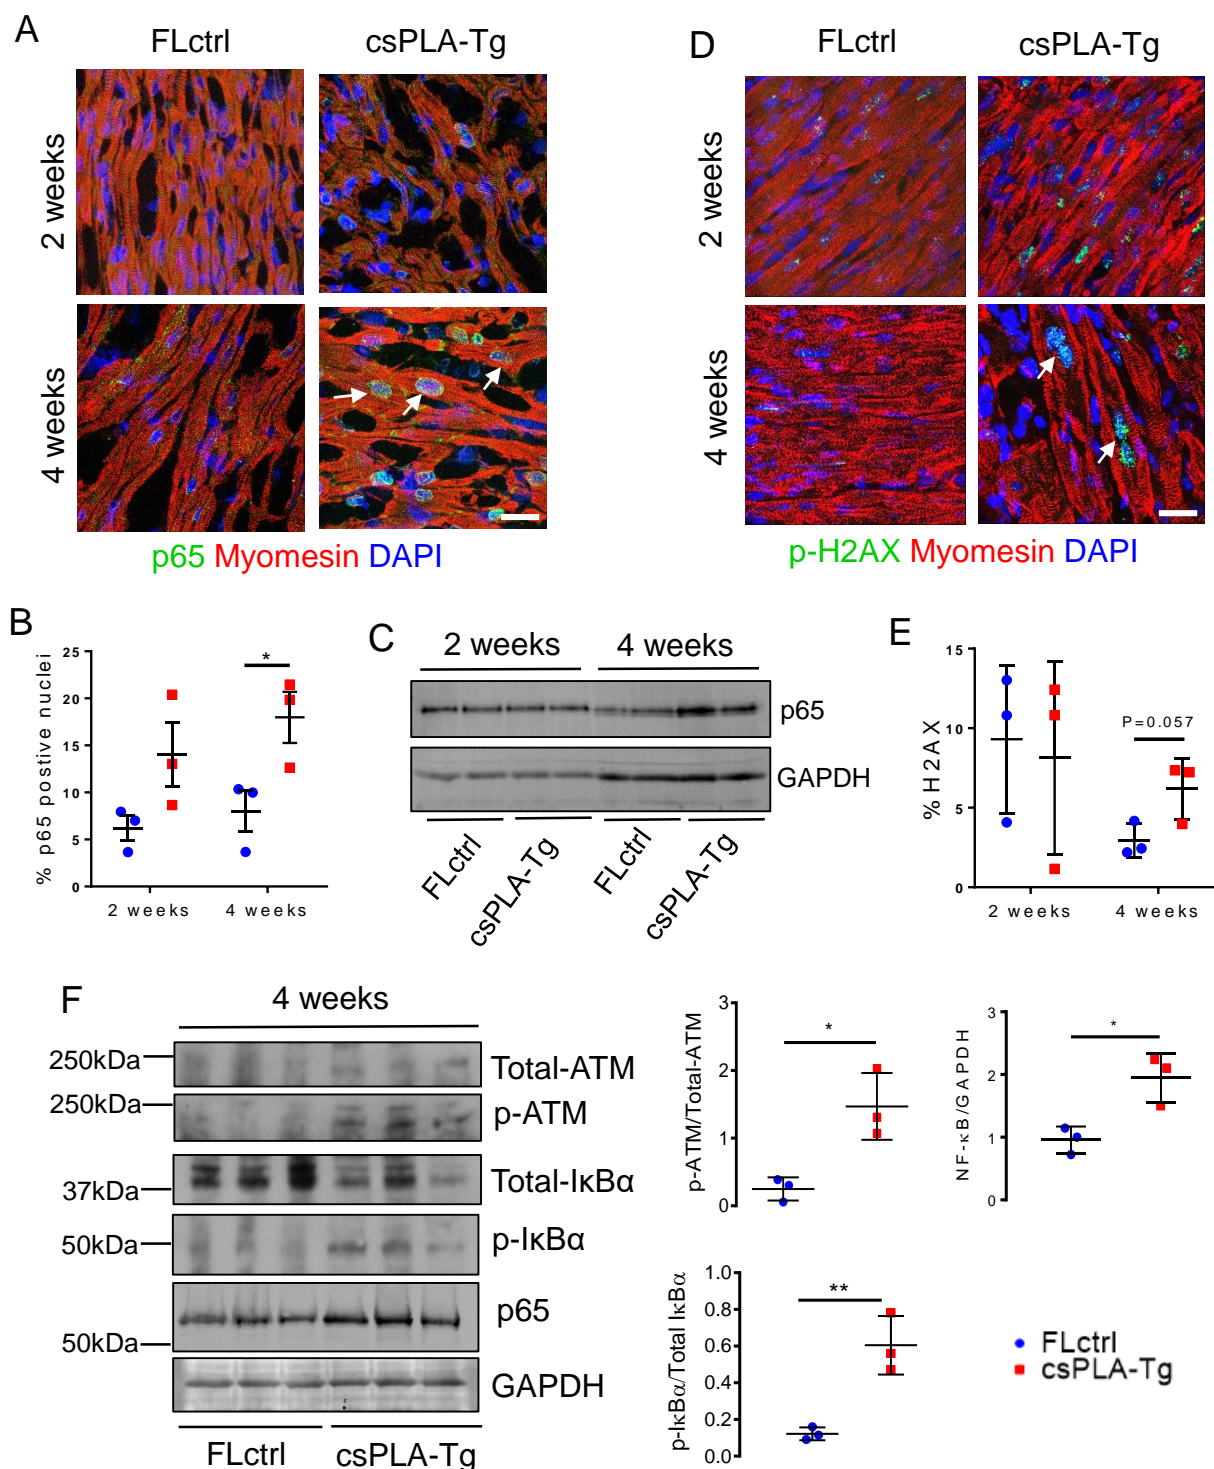 A
FLctrl
csPLA-Tg
2 weeks
4 weeks
p65 Myomesin DAPI
D
FLctrl
csPLA-Tg
2 weeks
4 weeks
p-H2AX Myomesin DAPI
B
% p65 postive nuclei
25
20
15
10
5
0
*
2 weeks
4 weeks
C
2 weeks
4 weeks
p65
GAPDH
FLctrl
csPLA-Tg
FLctrl
csPLA-Tg
E
% H2AX
15
10
5
0
P=0.057
2 weeks
4 weeks
F
4 weeks
250kDa
Total-ATM
250kDa
p-ATM
37kDa
Total-IκBα
50kDa
p-IκBα
p65
50kDa
GAPDH
FLctrl
csPLA-Tg
p-ATM/Total-ATM
3
2
1
0
*
NF-κB/GAPDH
3
2
1
0
*
p-IκBα/Total IκBα
1.0
0.8
0.6
0.4
0.2
0.0
**
FLctrl
csPLA-Tg